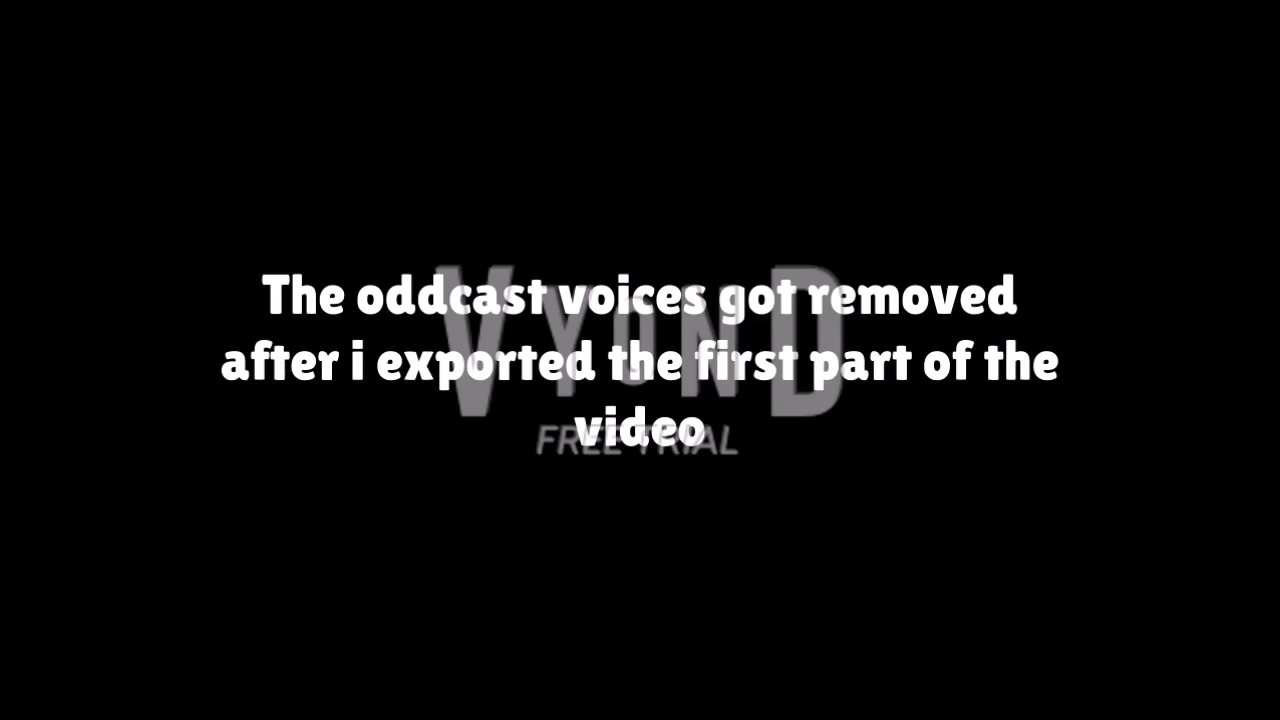 The oddcast voices got removed
after i exported the first part of the
video
VYOND
FREE TRIAL